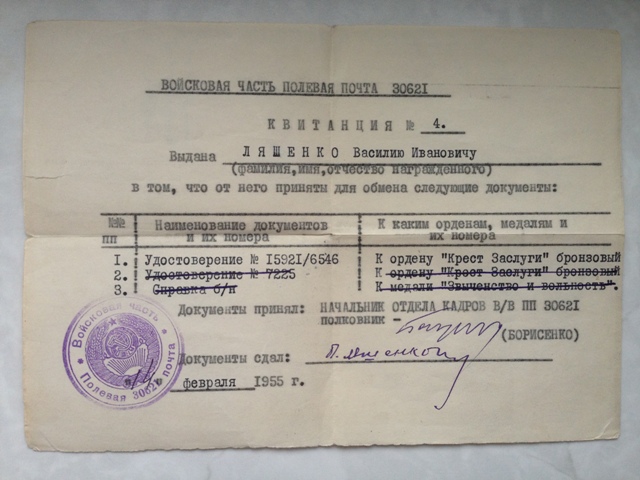 ВОЙСКОВАЯ ЧАСТЬ ПОЛЕВАЯ ПОЧТА 30621
КВИТАНЦИЯ № 4.
Выдана ЛЯШЕНКО Василию Ивановичу
(фамилия,имя,отчество награжденного)
в том, что от него приняты для обмена следующие документы:
№№ пп Наименование документов и их номера К каким орденам, медалям и их номера
1. Удостоверение № 15921/6546 К ордену "Крест Заслуги" бронзовый
2. Удостоверение № 7225 К ордену "Крест Заслуги" бронзовый
3. Справка б/н К медали "Звиченство и вольность".
Документы принял: НАЧАЛЬНИК ОТДЕЛА КАДРОВ В/В ПП 30621
полковник -
(БОРИСЕНКО)
Документы сдал: Ляшенко
февраля 1955 г.
Войсковая часть
Полевая почта 30621